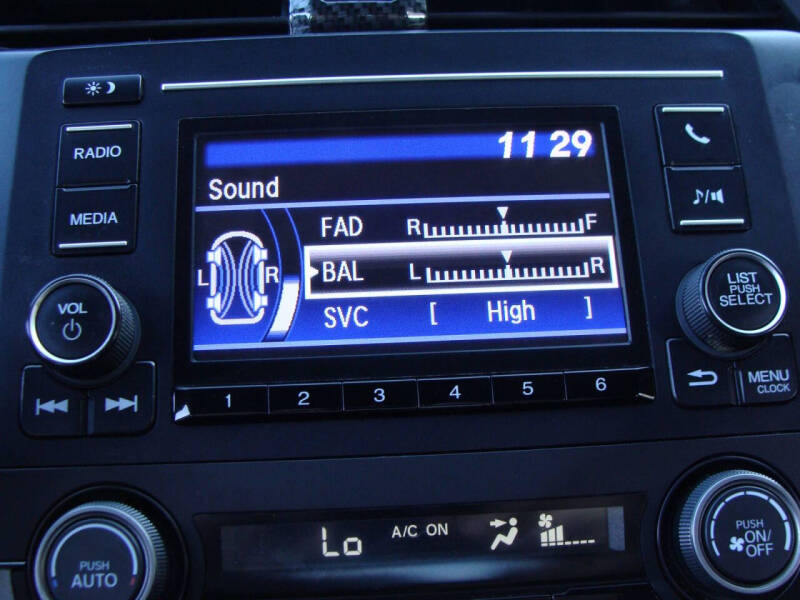 11 29
RADIO
Sound
MEDIA
FAD R F
L R BAL L R
SVC [ High ]
VOL
LIST
PUSH
SELECT
MENU
CLOCK
1 2 3 4 5 6
Lo A/C ON
PUSH
AUTO
PUSH
ON/
OFF